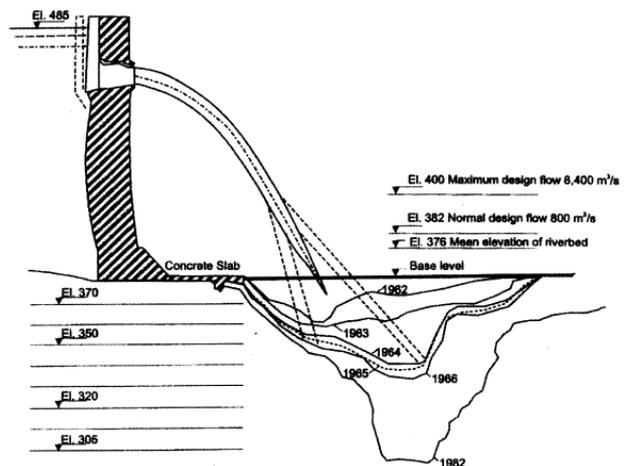 El. 485
El. 400 Maximum design flow 8,400 m³/s
El. 382 Normal design flow 800 m³/s
El. 376 Mean elevation of riverbed
Base level
Concrete Slab
El. 370
1962
1963
El. 350
1964
1965
1966
El. 320
El. 305
1982